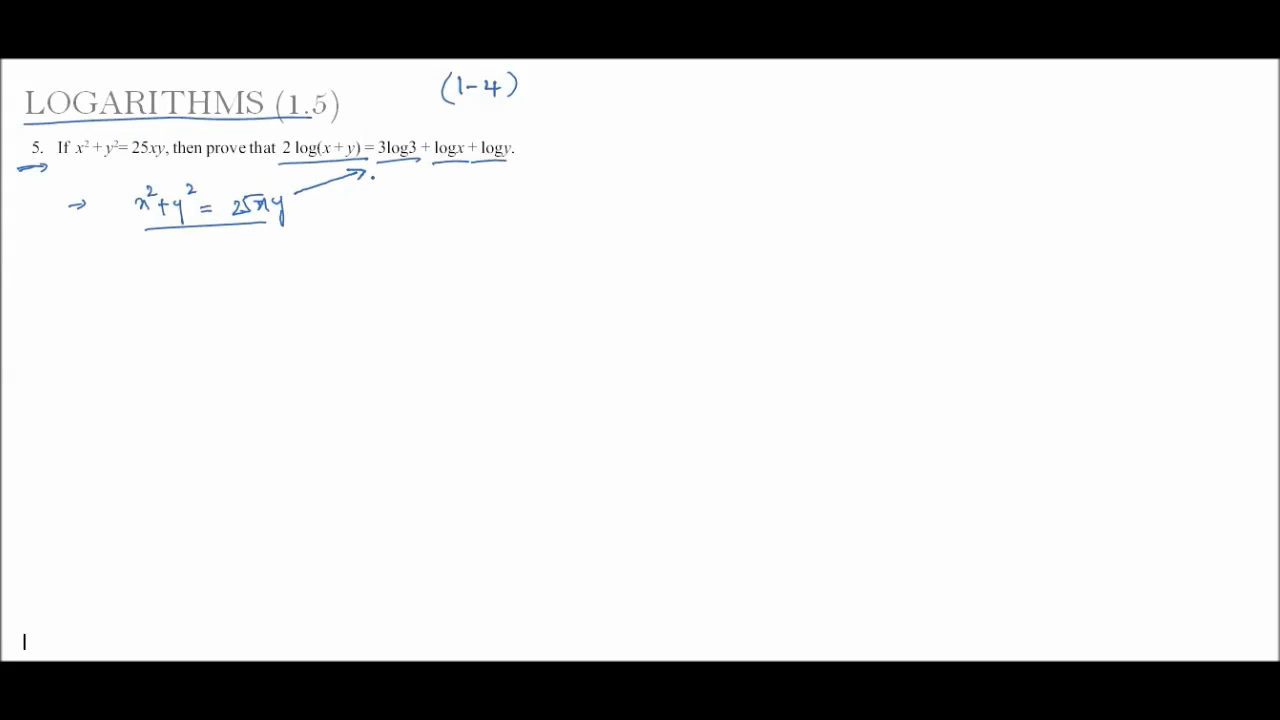 (1-4)
LOGARITHMS (1.5)
5. If x² + y²= 25xy, then prove that 2 log(x + y) = 3log3 + logx + logy.
⇒ x² + y² = 25xy